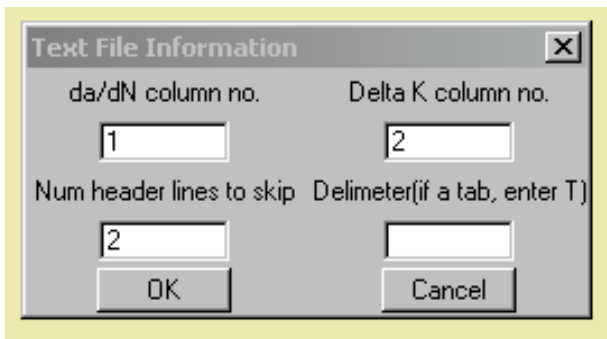 Text File Information
da/dN column no. Delta K column no.
1 2
Num header lines to skip Delimeter(if a tab, enter T)
2
OK Cancel